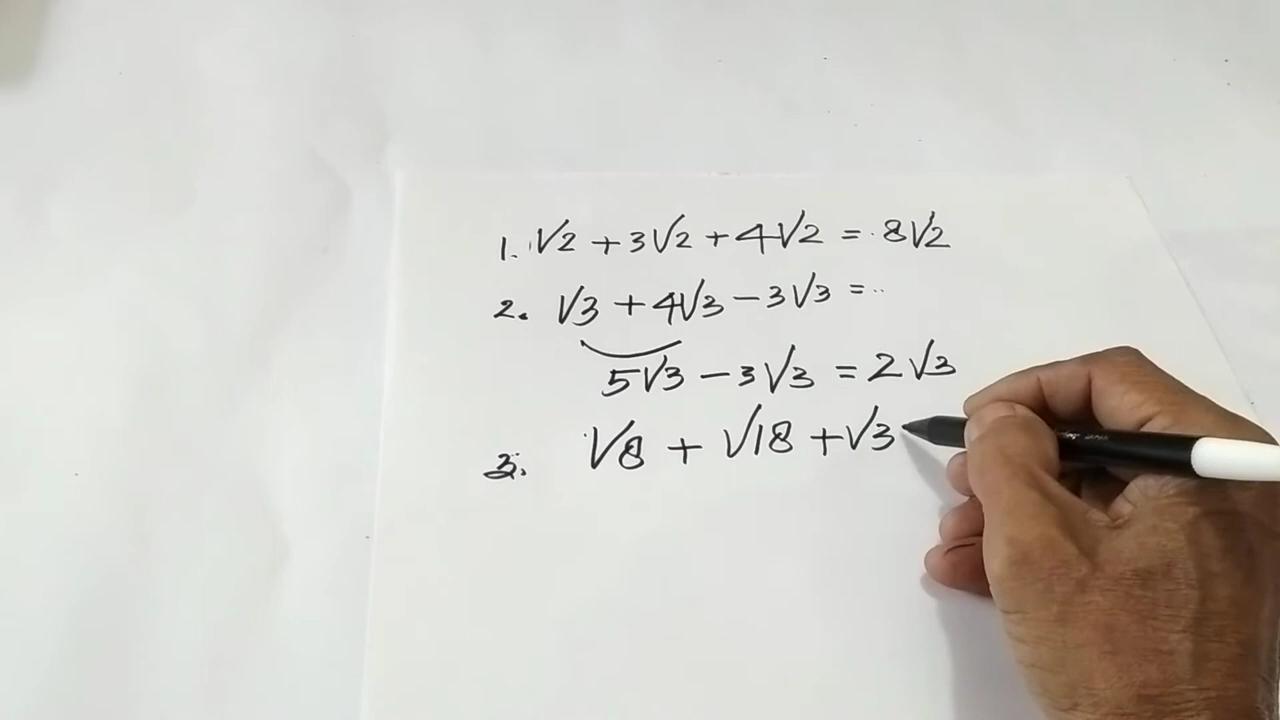 1. √2 + 3√2 + 4√2 = 8√2
2. √3 + 4√3 - 3√3 = ..
5√3 - 3√3 = 2√3
3. √8 + √18 + √3